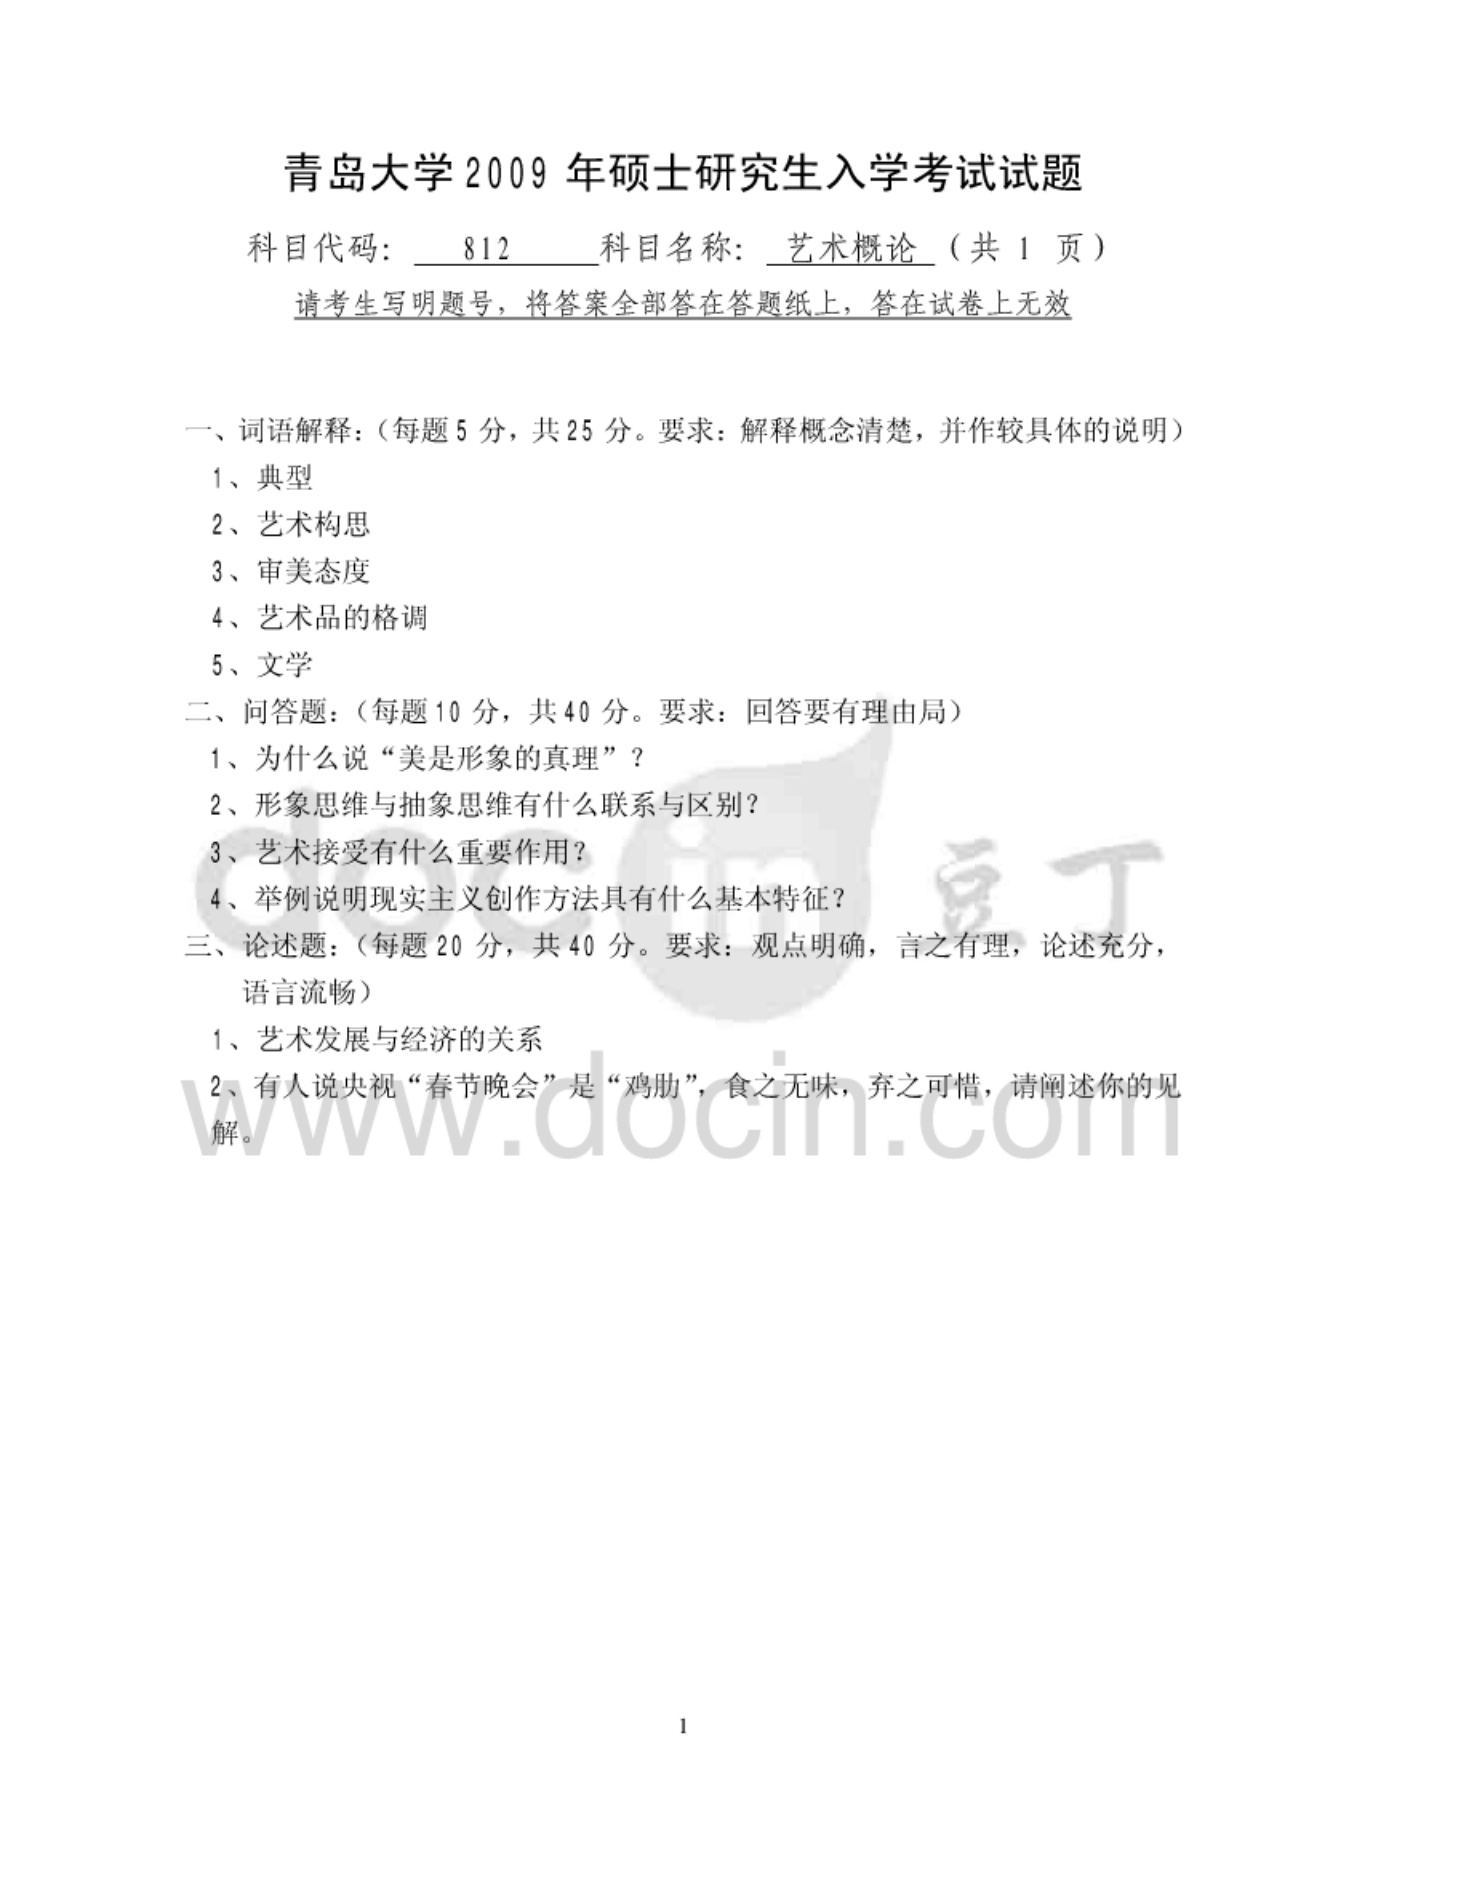 青岛大学2009 年硕士研究生入学考试试题
科目代码： 812 科目名称： 艺术概论 （共 1 页）
请考生写明题号，将答案全部答在答题纸上，答在试卷上无效
一、词语解释：（每题5 分，共25 分。要求：解释概念清楚，并作较具体的说明）
1、典型
2、艺术构思
3、审美态度
4、艺术品的格调
5、文学
二、问答题：（每题10 分，共40 分。要求：回答要有理由局）
1、为什么说“美是形象的真理”？
2、形象思维与抽象思维有什么联系与区别？
3、艺术接受有什么重要作用？
4、举例说明现实主义创作方法具有什么基本特征？
三、论述题：（每题20 分，共40 分。要求：观点明确，言之有理，论述充分，
语言流畅）
1、艺术发展与经济的关系
2、有人说央视“春节晚会”是“鸡肋”，食之无味，弃之可惜，请阐述你的见
解。
docin 豆丁
www.docin.com
1